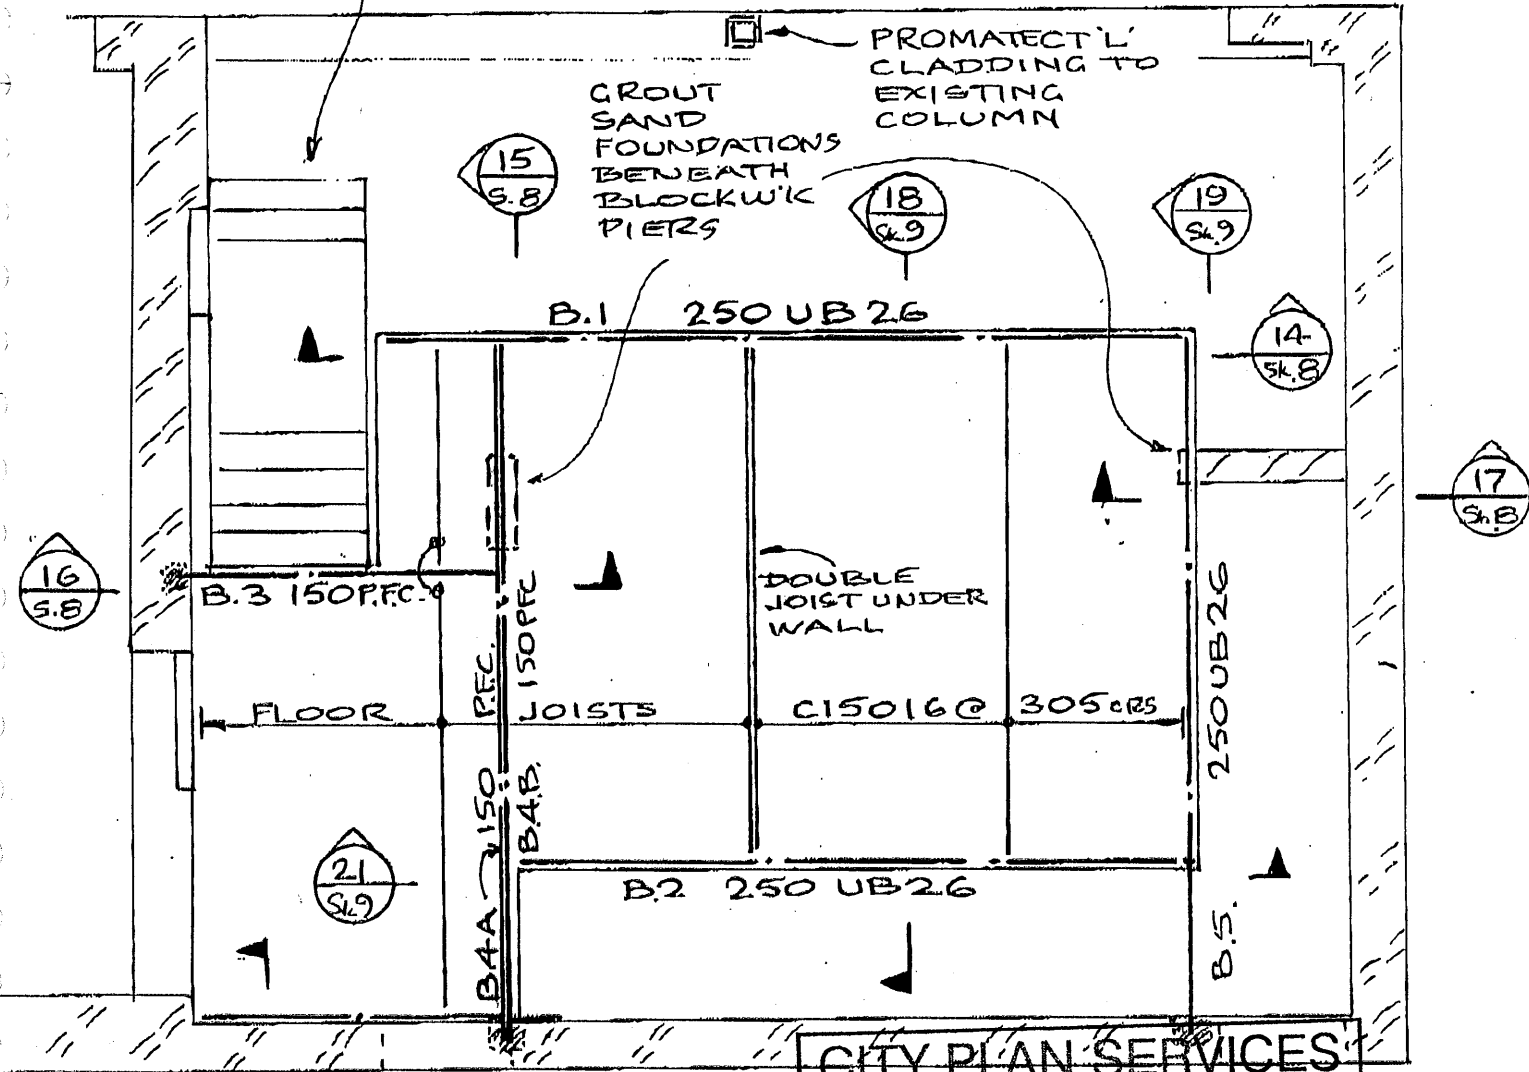 PROMATECT 'L'
CLADDING TO
EXISTING
COLUMN
GROUT
SAND
FOUNDATIONS
BENEATH
BLOCKW'K
PIERS
15
S.8
18
Sk.9
19
Sk.9
B.1 250 UB 26
14
Sk.8
17
Sk.8
16
S.8
B.3 150 P.F.C.
DOUBLE
JOIST UNDER
WALL
FLOOR JOISTS C15016 @ 305 CRS
B4A 150 P.F.C.
B.4.B. 150 PFC
B.5. 250 UB 26
21
Sk.9
B.2 250 UB 26
CITY PLAN SERVICES